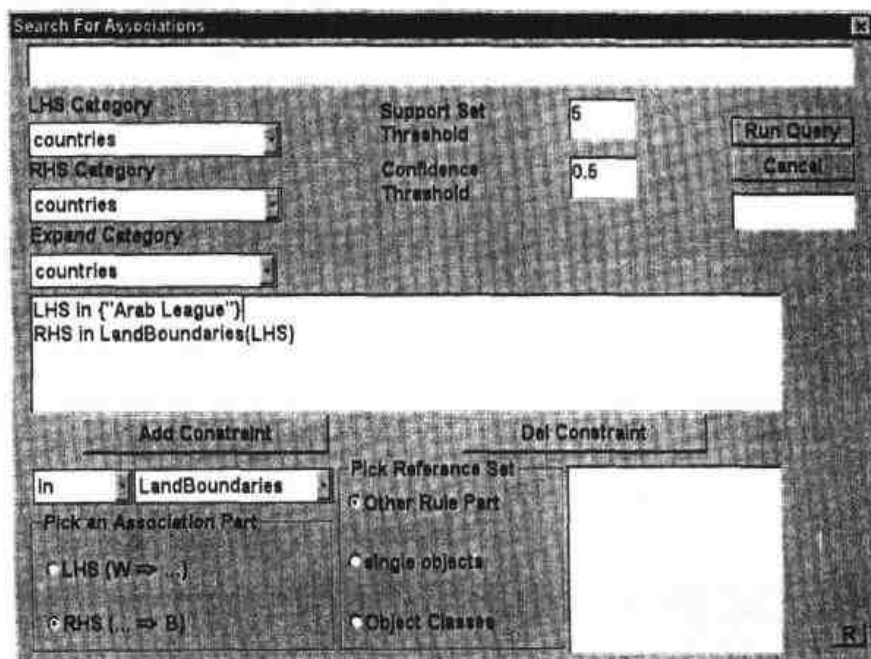 Search For Associations
LHS Category
countries
RHS Category
countries
Expand Category
countries
Support Set
Threshold
5
Confidence
Threshold
0.5
Run Query
Cancel
LHS in {"Arab League"}
RHS in LandBoundaries(LHS)
Add Constraint
Del Constraint
in
LandBoundaries
Pick an Association Part
LHS (W => ...)
RHS (... => B)
Pick Reference Set
Other Rule Part
single objects
Object Classes
R